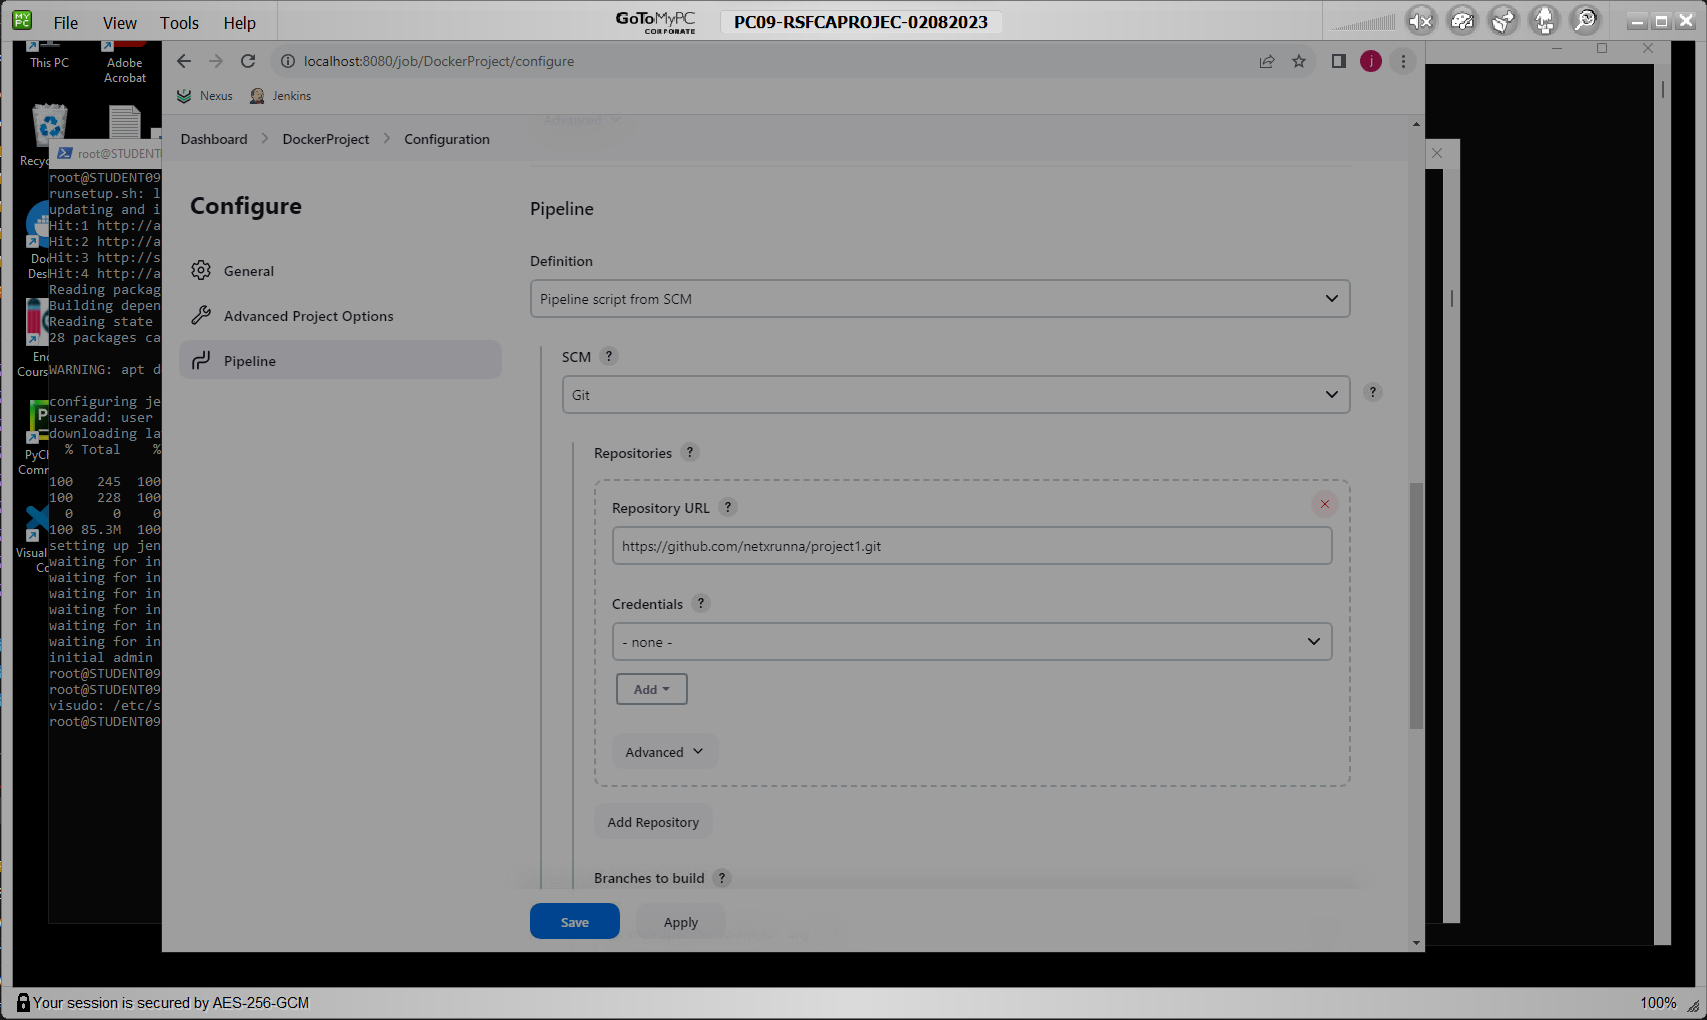 File View Tools Help
GoToMyPC
CORPORATE
PC09-RSFCAPROJEC-02082023
MY
PC
This PC
Adobe
Acrobat
localhost:8080/job/DockerProject/configure
j
Nexus
Jenkins
Advanced
Dashboard
DockerProject
Configuration
root@STUDENT
root@STUDENT09
runsetup.sh: l
updating and i
Hit:1 http://a
Hit:2 http://a
Hit:3 http://s
Hit:4 http://a
Reading packag
Building depen
Reading state
28 packages ca
WARNING: apt d
configuring je
useradd: user
downloading la
% Total %
100 245 100
100 228 100
0 0 0
100 85.3M 100
setting up jen
waiting for in
waiting for in
waiting for in
waiting for in
waiting for in
waiting for in
initial admin
root@STUDENT09
root@STUDENT09
visudo: /etc/s
root@STUDENT09
Configure
General
Advanced Project Options
Pipeline
Pipeline
Definition
Pipeline script from SCM
SCM ?
Git
?
Repositories ?
Repository URL ?
https://github.com/netxrunna/project1.git
Credentials ?
- none -
Add
Advanced
Add Repository
Branches to build ?
Save
Apply
Your session is secured by AES-256-GCM
100%